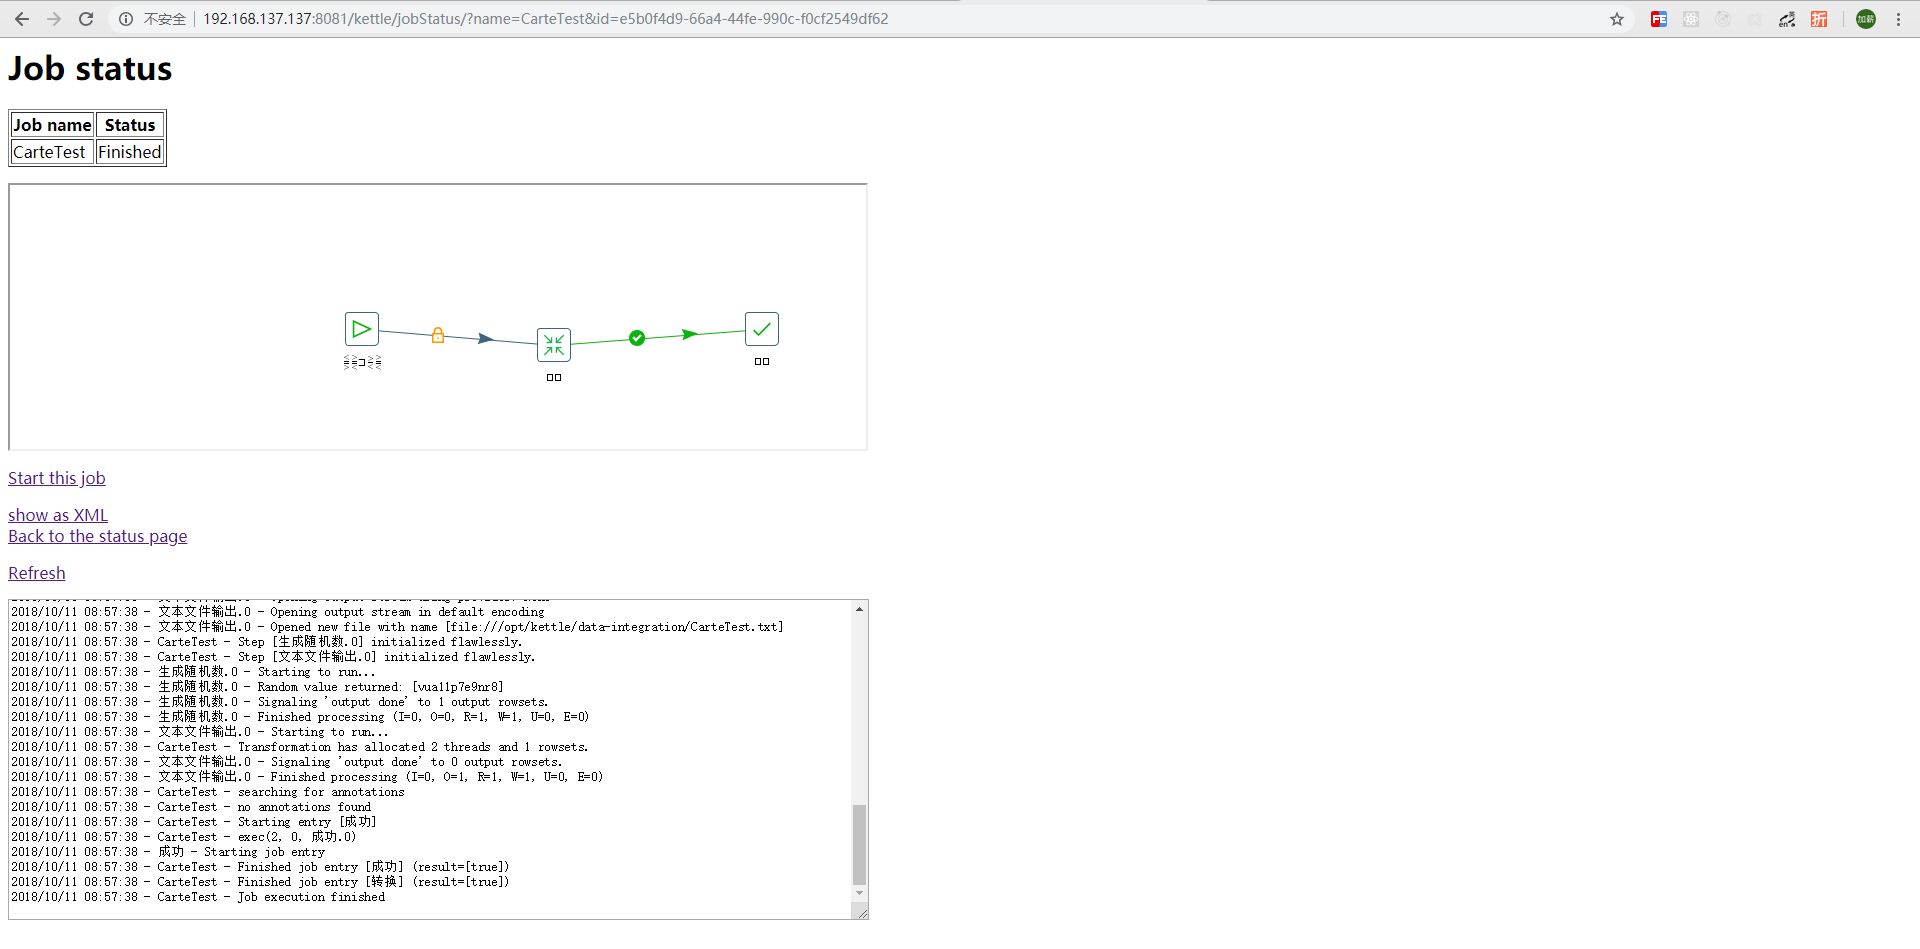 不安全 192.168.137.137:8081/kettle/jobStatus/?name=CarteTest&id=e5b0f4d9-66a4-44fe-990c-f0cf2549df62
Job status
Job name Status
CarteTest Finished
Start this job
show as XML
Back to the status page
Refresh
2018/10/11 08:57:38 - 文本文件输出.0 - Opening output stream in default encoding
2018/10/11 08:57:38 - 文本文件输出.0 - Opened new file with name [file:///opt/kettle/data-integration/CarteTest.txt]
2018/10/11 08:57:38 - CarteTest - Step [生成随机数.0] initialized flawlessly.
2018/10/11 08:57:38 - CarteTest - Step [文本文件输出.0] initialized flawlessly.
2018/10/11 08:57:38 - 生成随机数.0 - Starting to run...
2018/10/11 08:57:38 - 生成随机数.0 - Random value returned: [vua11p7e9nr8]
2018/10/11 08:57:38 - 生成随机数.0 - Signaling 'output done' to 1 output rowsets.
2018/10/11 08:57:38 - 生成随机数.0 - Finished processing (I=0, O=0, R=1, W=1, U=0, E=0)
2018/10/11 08:57:38 - 文本文件输出.0 - Starting to run...
2018/10/11 08:57:38 - CarteTest - Transformation has allocated 2 threads and 1 rowsets.
2018/10/11 08:57:38 - 文本文件输出.0 - Signaling 'output done' to 0 output rowsets.
2018/10/11 08:57:38 - 文本文件输出.0 - Finished processing (I=0, O=1, R=1, W=1, U=0, E=0)
2018/10/11 08:57:38 - CarteTest - searching for annotations
2018/10/11 08:57:38 - CarteTest - no annotations found
2018/10/11 08:57:38 - CarteTest - Starting entry [成功]
2018/10/11 08:57:38 - CarteTest - exec(2, 0, 成功.0)
2018/10/11 08:57:38 - 成功 - Starting job entry
2018/10/11 08:57:38 - CarteTest - Finished job entry [成功] (result=[true])
2018/10/11 08:57:38 - CarteTest - Finished job entry [转换] (result=[true])
2018/10/11 08:57:38 - CarteTest - Job execution finished